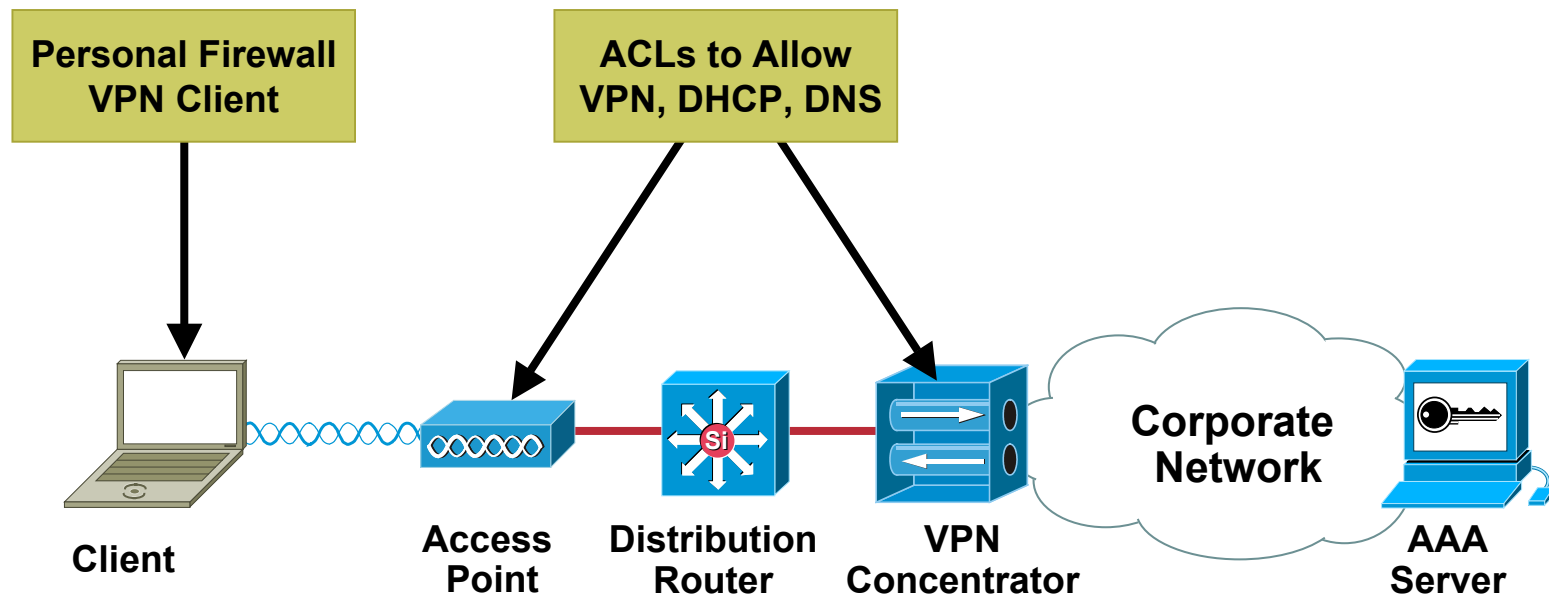 Personal Firewall
VPN Client
ACLs to Allow
VPN, DHCP, DNS
Si
Corporate
Network
Client
Access
Point
Distribution
Router
VPN
Concentrator
AAA
Server